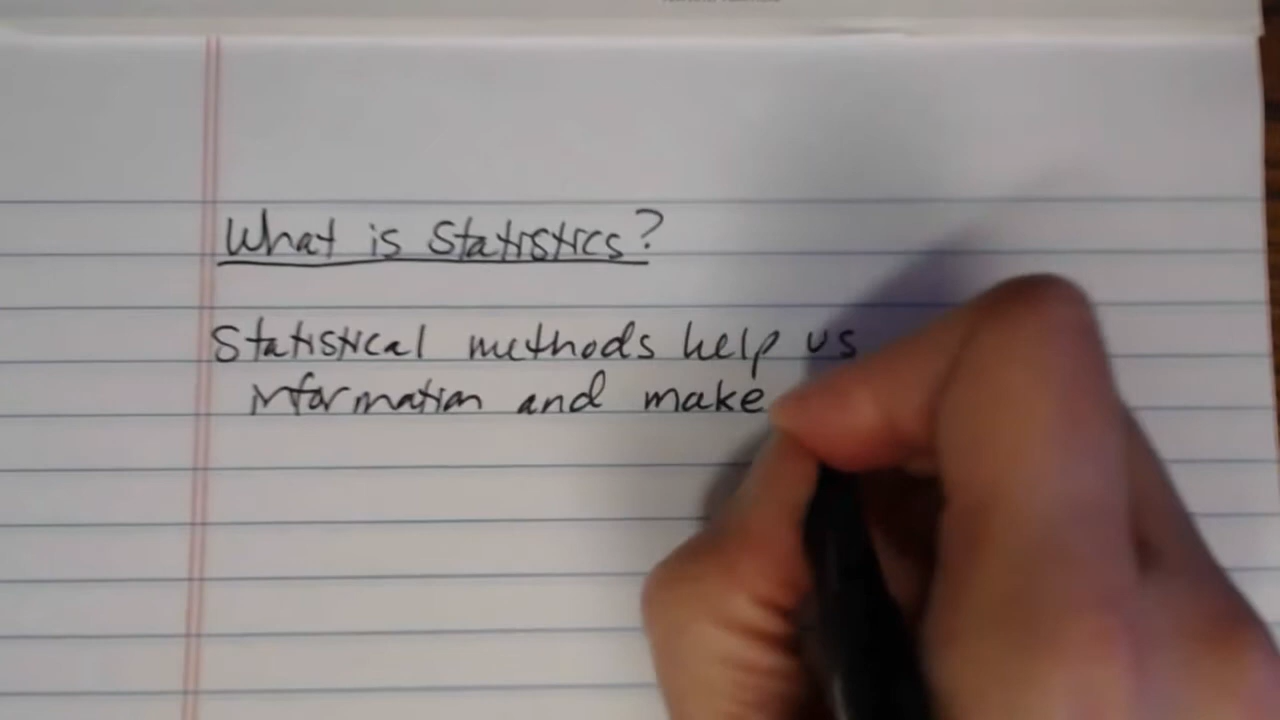 What is Statistics?
Statistical methods help us
information and make